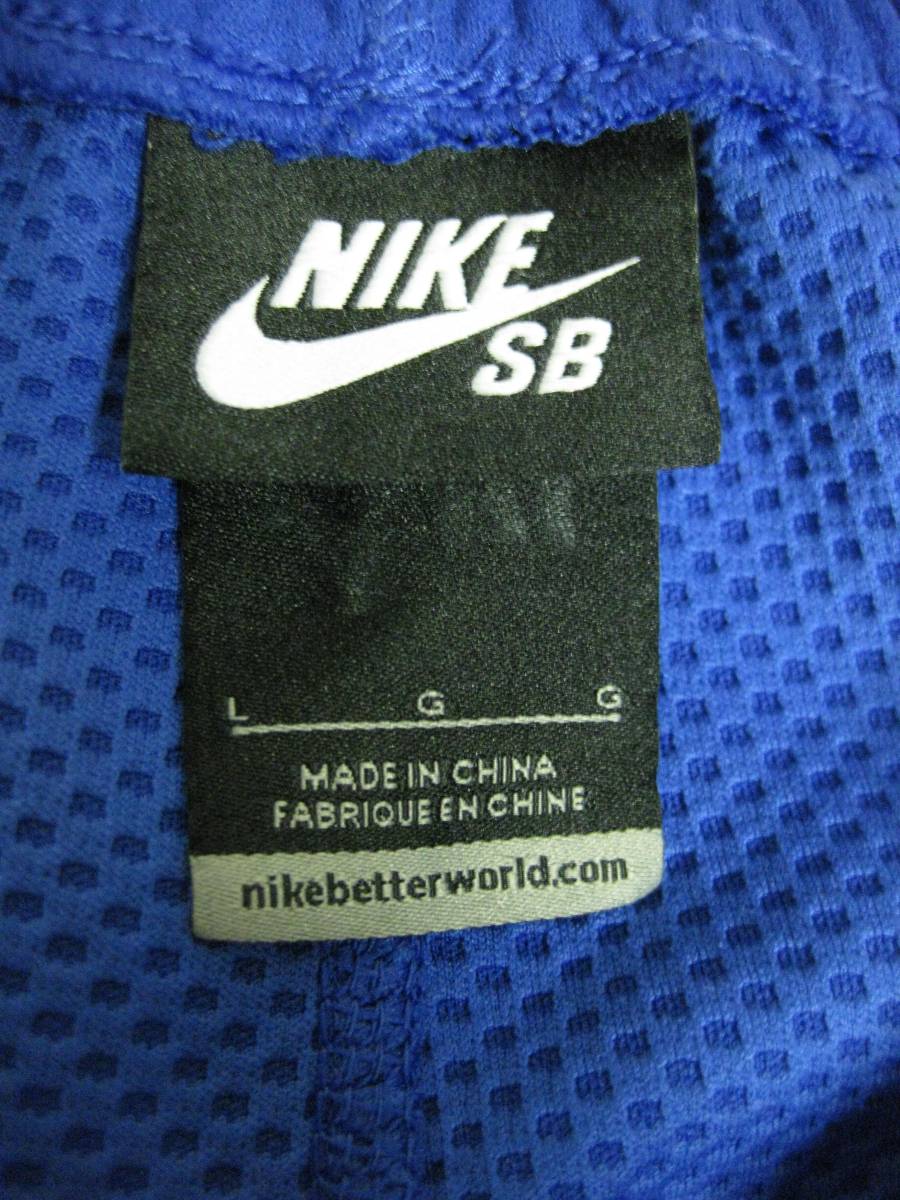 NIKE
SB
L G G
MADE IN CHINA
FABRIQUE EN CHINE
nikebetterworld.com